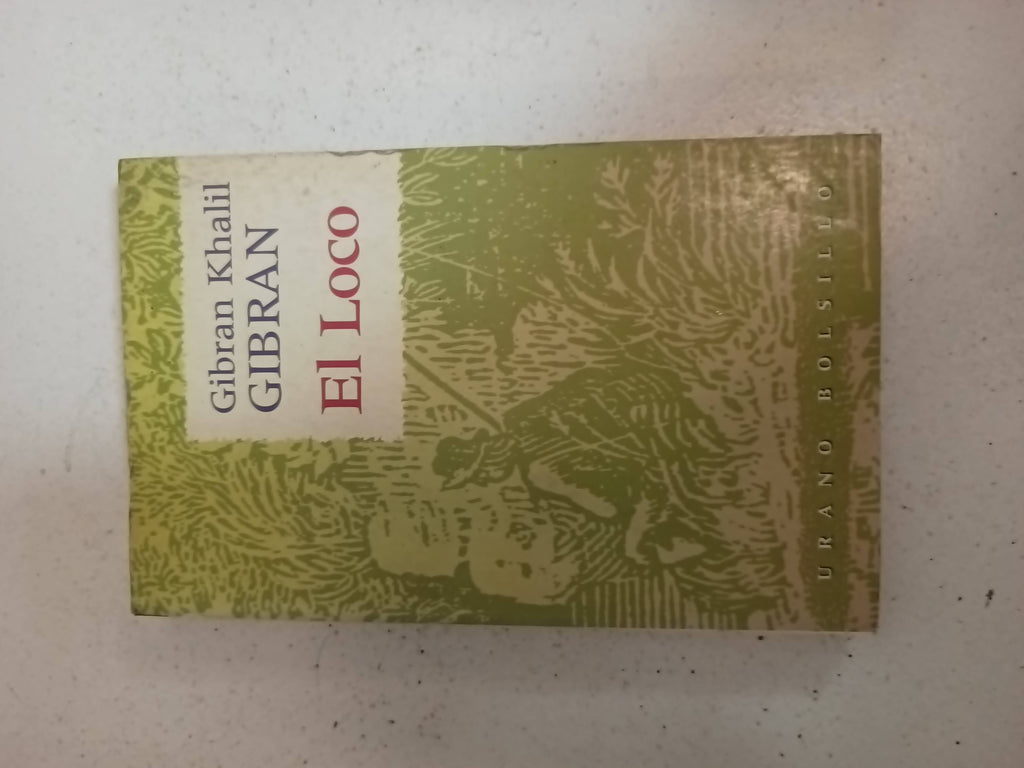 Gibran Khalil
GIBRAN
El Loco
URANO BOLSILLO